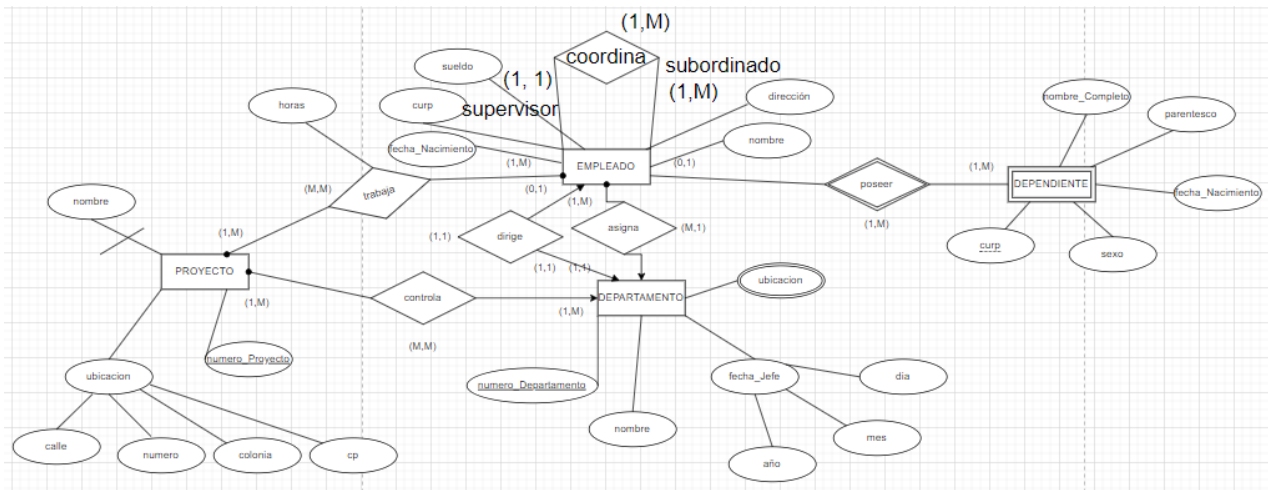 (1,M)
coordina
sueldo
(1, 1)
subordinado
(1,M)
supervisor
curp
horas
dirección
nombre_Completo
parentesco
nombre
fecha_Nacimiento
(1,M)
EMPLEADO
(0,1)
(1,M)
(M,M)
trabaja
(0,1)
poseer
DEPENDIENTE
fecha_Nacimiento
nombre
(1,M)
(1,M)
(1,M)
(1,1)
dirige
asigna
(M,1)
curp
sexo
PROYECTO
(1,1)
(1,1)
ubicacion
(1,M)
controla
DEPARTAMENTO
(1,M)
(M,M)
numero_Proyecto
ubicacion
numero_Departamento
fecha_Jefe
dia
nombre
calle
numero
colonia
cp
mes
año